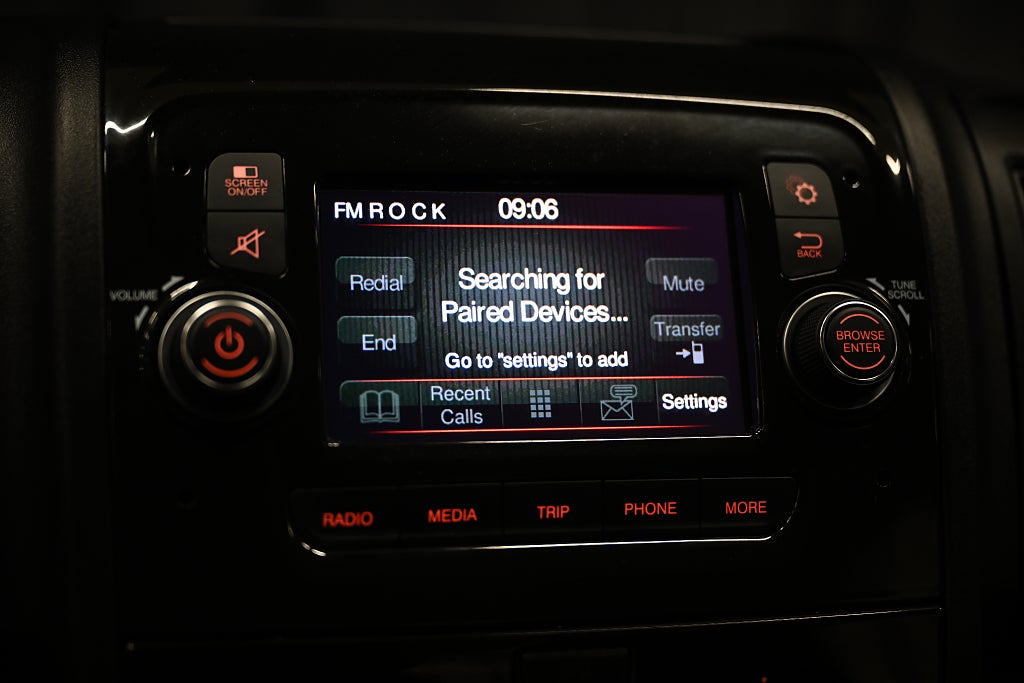 SCREEN
ON/OFF
FM ROCK 09:06
BACK
VOLUME
TUNE
SCROLL
Redial
Searching for
Paired Devices...
Mute
End
Transfer
BROWSE
ENTER
Go to "settings" to add
Recent
Calls
Settings
RADIO MEDIA TRIP PHONE MORE